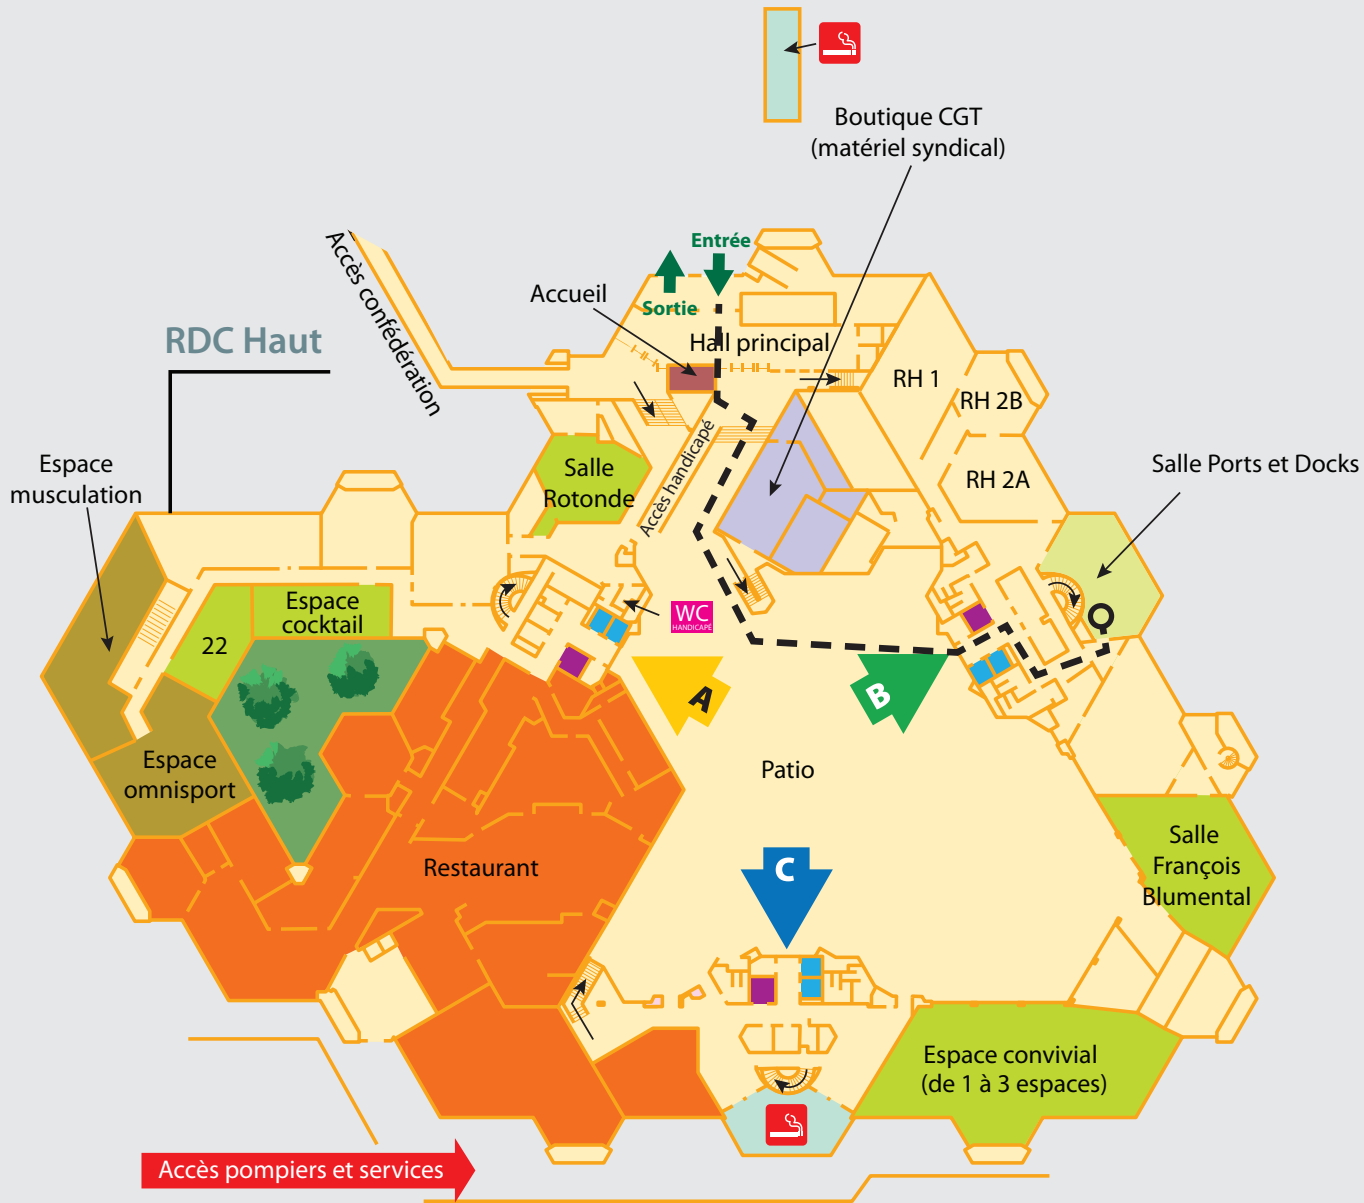 Boutique CGT
(matériel syndical)
Accès confédération
Entrée
Sortie
Accueil
Hall principal
RDC Haut
RH 1
RH 2B
RH 2A
Salle Ports et Docks
Espace
musculation
Salle
Rotonde
Accès handicapé
Espace
cocktail
22
WC
HANDICAPÉ
A
B
Patio
Espace
omnisport
Restaurant
C
Salle
François
Blumental
Espace convivial
(de 1 à 3 espaces)
Accès pompiers et services